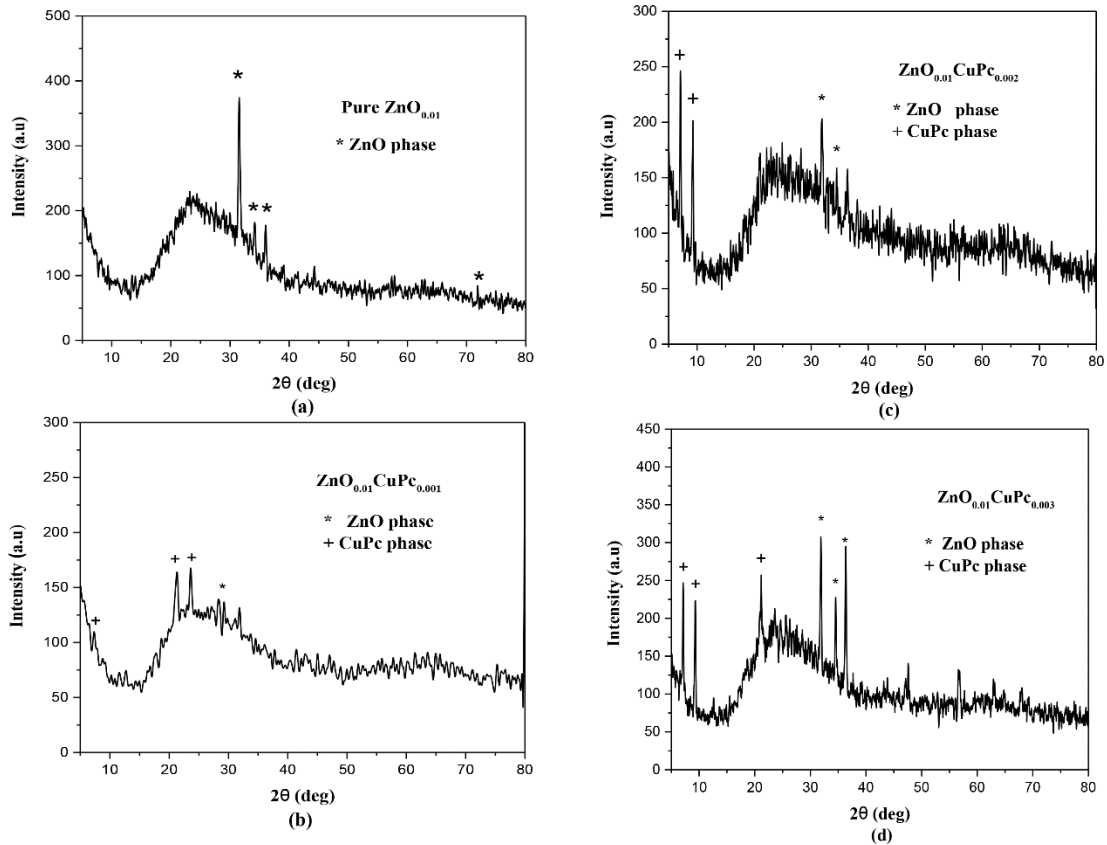 500
400
300
200
100
0
Intensity (a.u)
*
* *
*
Pure ZnO0.01
* ZnO phase
10 20 30 40 50 60 70 80
2θ (deg)
(a)
300
250
200
150
100
50
0
Intensity (a.u)
+ + *
*
ZnO0.01CuPc0.002
* ZnO phase
+ CuPc phase
10 20 30 40 50 60 70 80
2θ (deg)
(c)
300
250
200
150
100
50
0
Intensity (a.u)
+ + + *
ZnO0.01CuPc0.001
* ZnO phase
+ CuPc phase
10 20 30 40 50 60 70 80
2θ (deg)
(b)
450
400
350
300
250
200
150
100
50
0
Intensity (a.u)
+ + + * * *
ZnO0.01CuPc0.003
* ZnO phase
+ CuPc phase
10 20 30 40 50 60 70 80
2θ (deg)
(d)